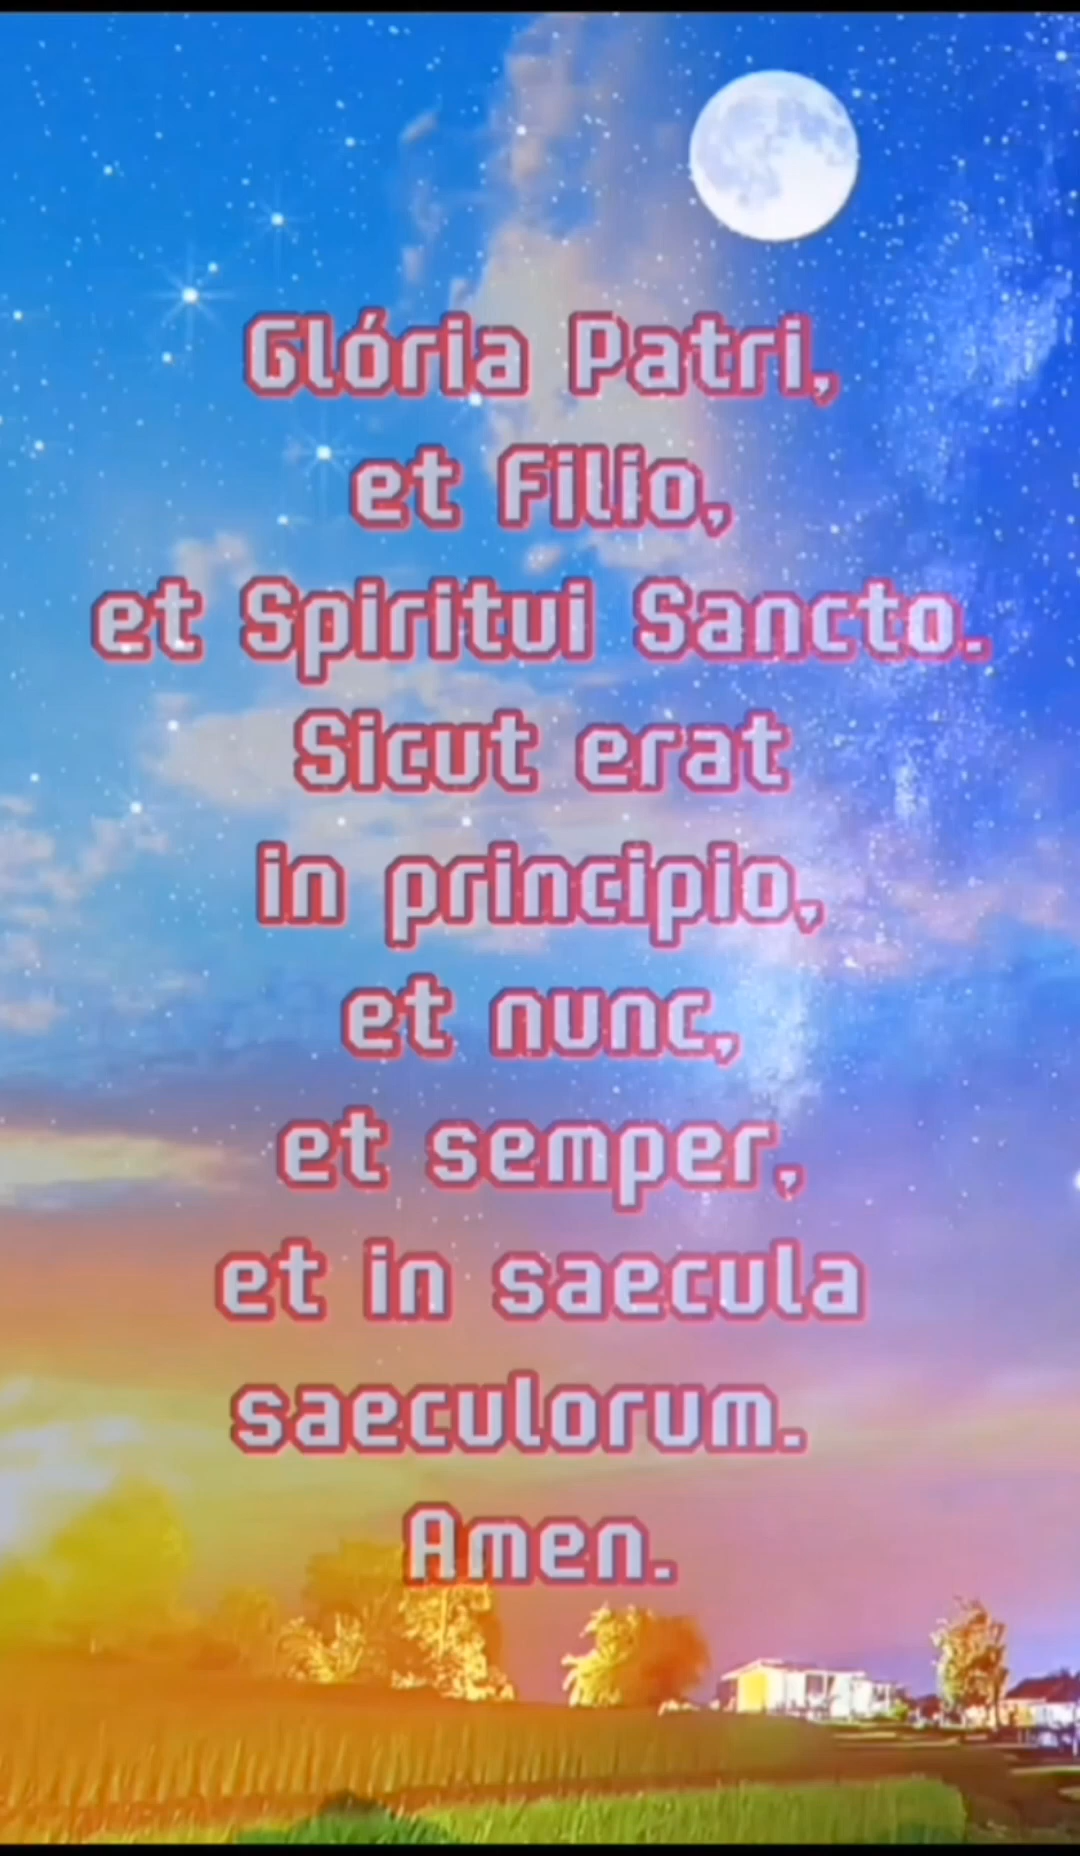 Glória Patri,
et Filio,
et Spiritui Sancto.
Sicut erat
in principio,
et nunc,
et semper,
et in saecula
saeculorum.
Amen.